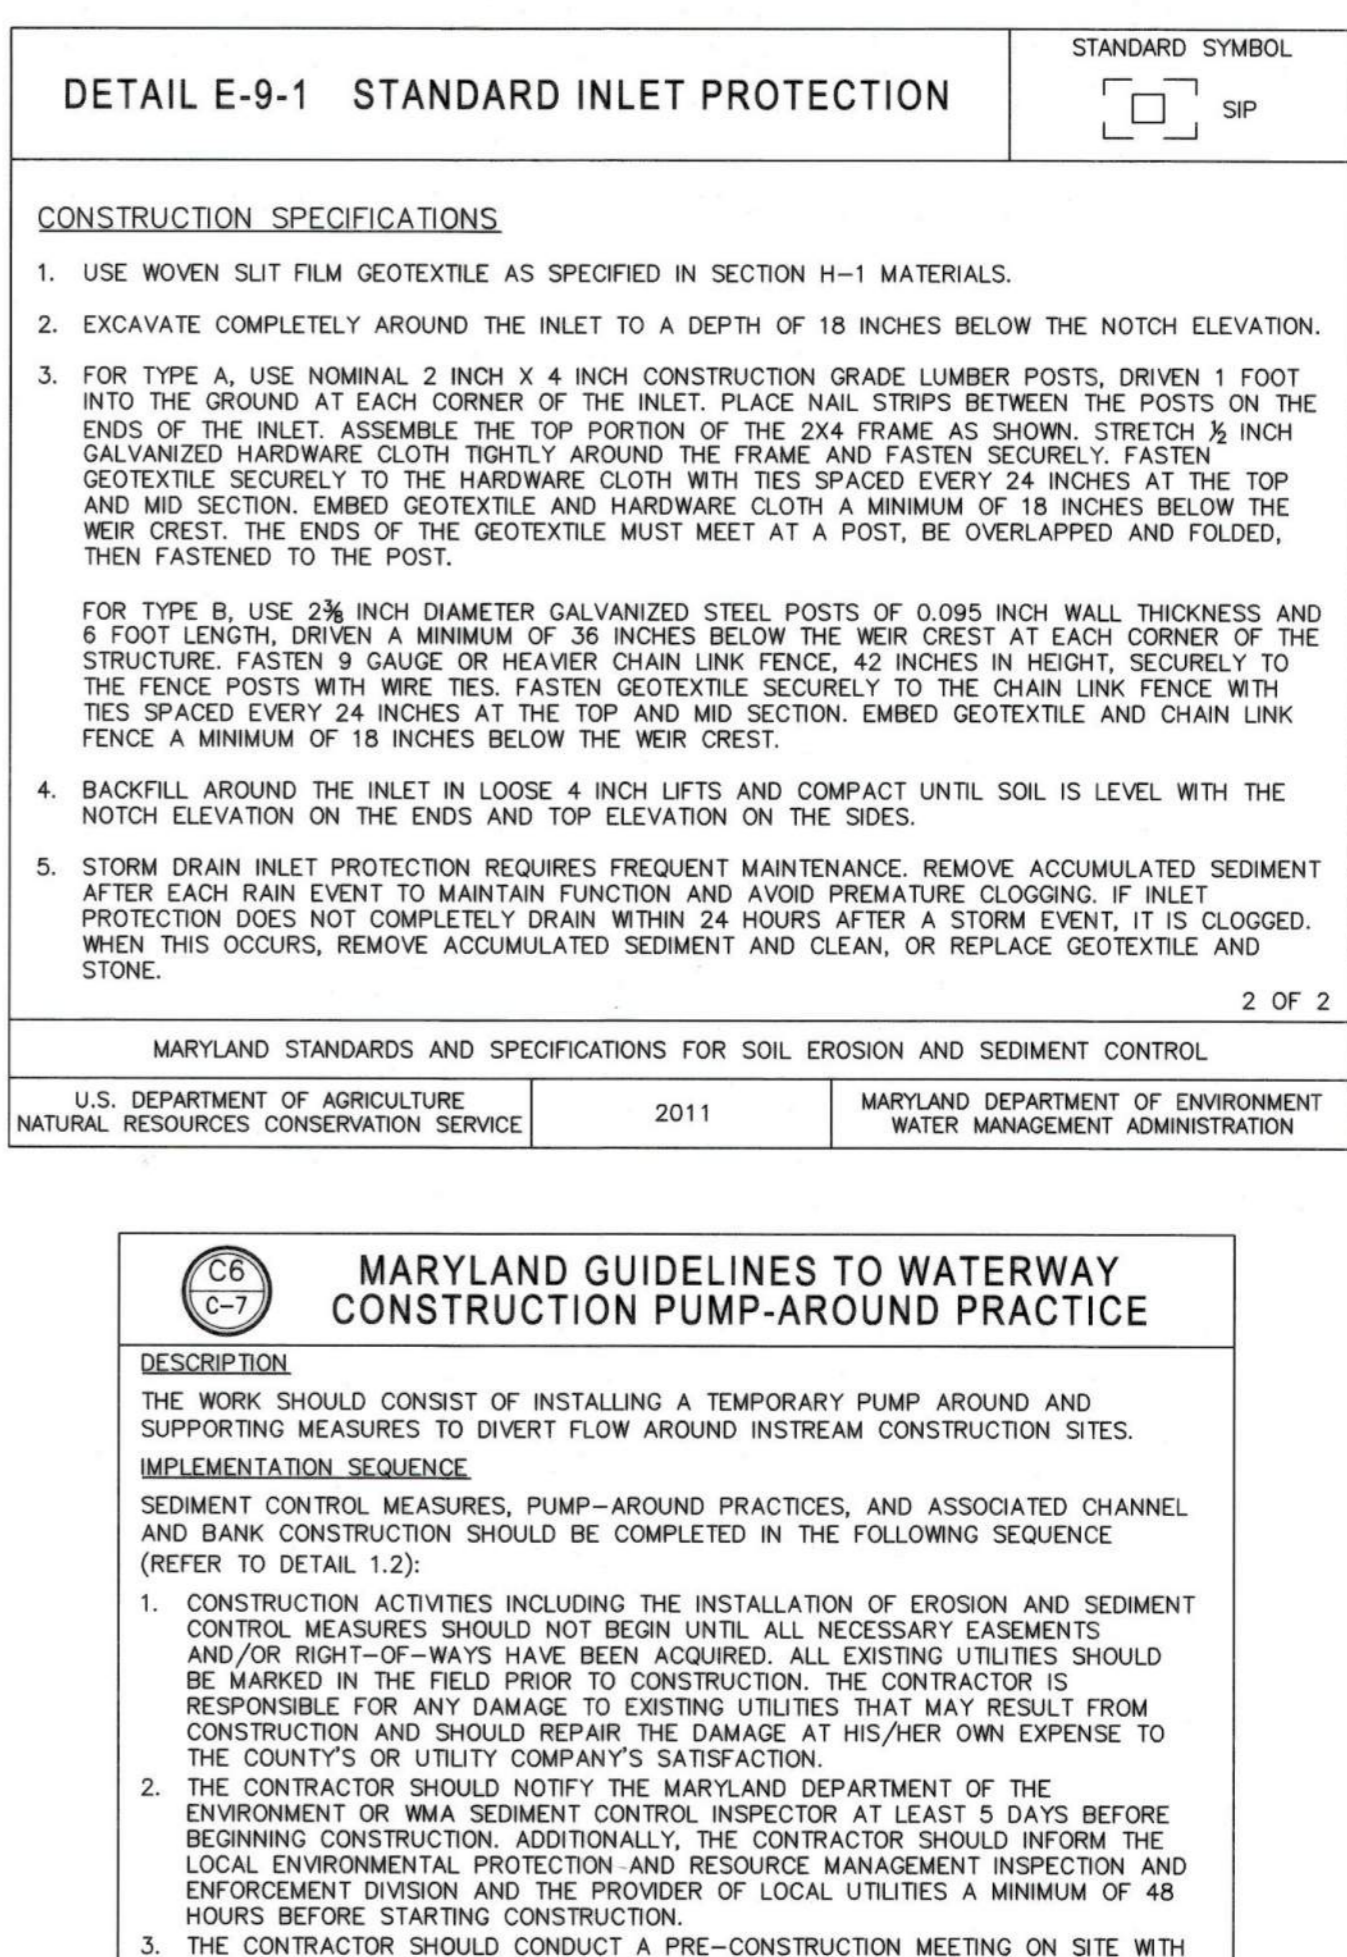 DETAIL E-9-1 STANDARD INLET PROTECTION
STANDARD SYMBOL
SIP
CONSTRUCTION SPECIFICATIONS
1. USE WOVEN SLIT FILM GEOTEXTILE AS SPECIFIED IN SECTION H-1 MATERIALS.
2. EXCAVATE COMPLETELY AROUND THE INLET TO A DEPTH OF 18 INCHES BELOW THE NOTCH ELEVATION.
3. FOR TYPE A, USE NOMINAL 2 INCH X 4 INCH CONSTRUCTION GRADE LUMBER POSTS, DRIVEN 1 FOOT
INTO THE GROUND AT EACH CORNER OF THE INLET. PLACE NAIL STRIPS BETWEEN THE POSTS ON THE
ENDS OF THE INLET. ASSEMBLE THE TOP PORTION OF THE 2X4 FRAME AS SHOWN. STRETCH ½ INCH
GALVANIZED HARDWARE CLOTH TIGHTLY AROUND THE FRAME AND FASTEN SECURELY. FASTEN
GEOTEXTILE SECURELY TO THE HARDWARE CLOTH WITH TIES SPACED EVERY 24 INCHES AT THE TOP
AND MID SECTION. EMBED GEOTEXTILE AND HARDWARE CLOTH A MINIMUM OF 18 INCHES BELOW THE
WEIR CREST. THE ENDS OF THE GEOTEXTILE MUST MEET AT A POST, BE OVERLAPPED AND FOLDED,
THEN FASTENED TO THE POST.
FOR TYPE B, USE 2⅜ INCH DIAMETER GALVANIZED STEEL POSTS OF 0.095 INCH WALL THICKNESS AND
6 FOOT LENGTH, DRIVEN A MINIMUM OF 36 INCHES BELOW THE WEIR CREST AT EACH CORNER OF THE
STRUCTURE. FASTEN 9 GAUGE OR HEAVIER CHAIN LINK FENCE, 42 INCHES IN HEIGHT, SECURELY TO
THE FENCE POSTS WITH WIRE TIES. FASTEN GEOTEXTILE SECURELY TO THE CHAIN LINK FENCE WITH
TIES SPACED EVERY 24 INCHES AT THE TOP AND MID SECTION. EMBED GEOTEXTILE AND CHAIN LINK
FENCE A MINIMUM OF 18 INCHES BELOW THE WEIR CREST.
4. BACKFILL AROUND THE INLET IN LOOSE 4 INCH LIFTS AND COMPACT UNTIL SOIL IS LEVEL WITH THE
NOTCH ELEVATION ON THE ENDS AND TOP ELEVATION ON THE SIDES.
5. STORM DRAIN INLET PROTECTION REQUIRES FREQUENT MAINTENANCE. REMOVE ACCUMULATED SEDIMENT
AFTER EACH RAIN EVENT TO MAINTAIN FUNCTION AND AVOID PREMATURE CLOGGING. IF INLET
PROTECTION DOES NOT COMPLETELY DRAIN WITHIN 24 HOURS AFTER A STORM EVENT, IT IS CLOGGED.
WHEN THIS OCCURS, REMOVE ACCUMULATED SEDIMENT AND CLEAN, OR REPLACE GEOTEXTILE AND
STONE.
2 OF 2
MARYLAND STANDARDS AND SPECIFICATIONS FOR SOIL EROSION AND SEDIMENT CONTROL
U.S. DEPARTMENT OF AGRICULTURE
NATURAL RESOURCES CONSERVATION SERVICE
2011
MARYLAND DEPARTMENT OF ENVIRONMENT
WATER MANAGEMENT ADMINISTRATION
C6
C-7
MARYLAND GUIDELINES TO WATERWAY
CONSTRUCTION PUMP-AROUND PRACTICE
DESCRIPTION
THE WORK SHOULD CONSIST OF INSTALLING A TEMPORARY PUMP AROUND AND
SUPPORTING MEASURES TO DIVERT FLOW AROUND INSTREAM CONSTRUCTION SITES.
IMPLEMENTATION SEQUENCE
SEDIMENT CONTROL MEASURES, PUMP-AROUND PRACTICES, AND ASSOCIATED CHANNEL
AND BANK CONSTRUCTION SHOULD BE COMPLETED IN THE FOLLOWING SEQUENCE
(REFER TO DETAIL 1.2):
1. CONSTRUCTION ACTIVITIES INCLUDING THE INSTALLATION OF EROSION AND SEDIMENT
CONTROL MEASURES SHOULD NOT BEGIN UNTIL ALL NECESSARY EASEMENTS
AND/OR RIGHT-OF-WAYS HAVE BEEN ACQUIRED. ALL EXISTING UTILITIES SHOULD
BE MARKED IN THE FIELD PRIOR TO CONSTRUCTION. THE CONTRACTOR IS
RESPONSIBLE FOR ANY DAMAGE TO EXISTING UTILITIES THAT MAY RESULT FROM
CONSTRUCTION AND SHOULD REPAIR THE DAMAGE AT HIS/HER OWN EXPENSE TO
THE COUNTY'S OR UTILITY COMPANY'S SATISFACTION.
2. THE CONTRACTOR SHOULD NOTIFY THE MARYLAND DEPARTMENT OF THE
ENVIRONMENT OR WMA SEDIMENT CONTROL INSPECTOR AT LEAST 5 DAYS BEFORE
BEGINNING CONSTRUCTION. ADDITIONALLY, THE CONTRACTOR SHOULD INFORM THE
LOCAL ENVIRONMENTAL PROTECTION AND RESOURCE MANAGEMENT INSPECTION AND
ENFORCEMENT DIVISION AND THE PROVIDER OF LOCAL UTILITIES A MINIMUM OF 48
HOURS BEFORE STARTING CONSTRUCTION.
3. THE CONTRACTOR SHOULD CONDUCT A PRE-CONSTRUCTION MEETING ON SITE WITH